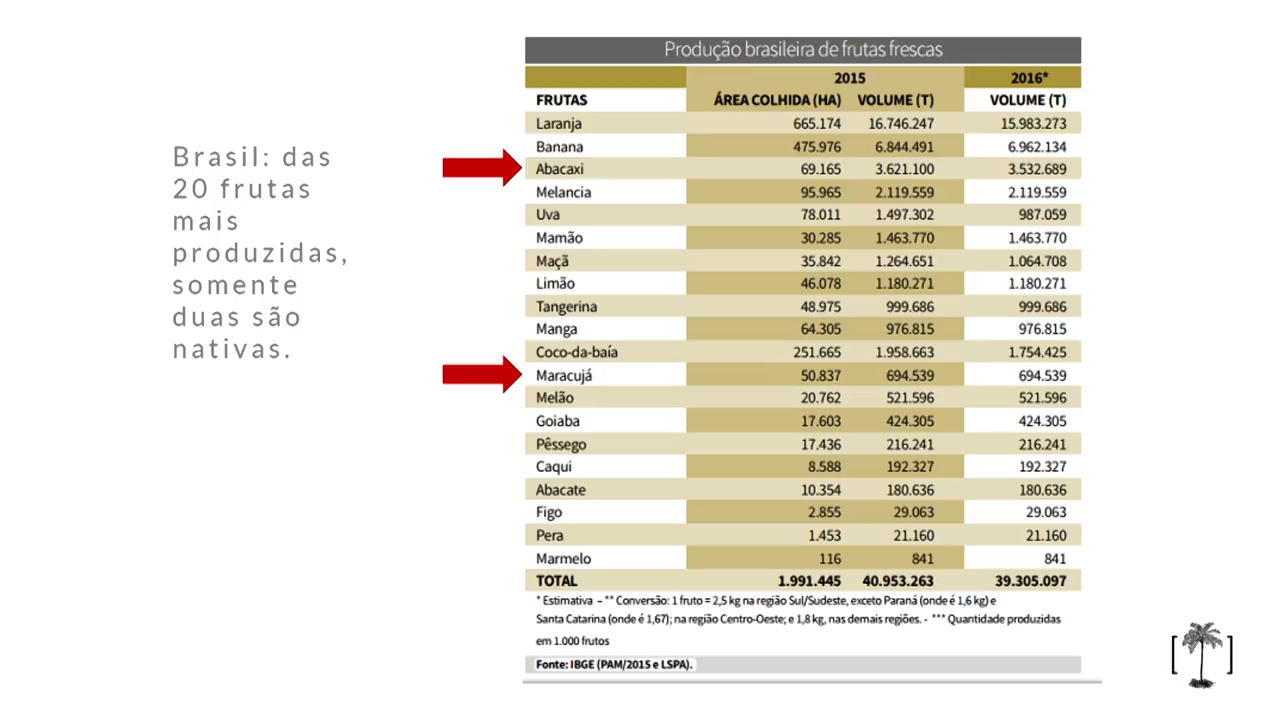 Brasil: das
20 frutas
mais
produzidas,
somente
duas são
nativas.
Produção brasileira de frutas frescas
2015 2016*
FRUTAS ÁREA COLHIDA (HA) VOLUME (T) VOLUME (T)
Laranja 665.174 16.746.247 15.983.273
Banana 475.976 6.844.491 6.962.134
Abacaxi 69.165 3.621.100 3.532.689
Melancia 95.965 2.119.559 2.119.559
Uva 78.011 1.497.302 987.059
Mamão 30.285 1.463.770 1.463.770
Maçã 35.842 1.264.651 1.064.708
Limão 46.078 1.180.271 1.180.271
Tangerina 48.975 999.686 999.686
Manga 64.305 976.815 976.815
Coco-da-baía 251.665 1.958.663 1.754.425
Maracujá 50.837 694.539 694.539
Melão 20.762 521.596 521.596
Goiaba 17.603 424.305 424.305
Pêssego 17.436 216.241 216.241
Caqui 8.588 192.327 192.327
Abacate 10.354 180.636 180.636
Figo 2.855 29.063 29.063
Pera 1.453 21.160 21.160
Marmelo 116 841 841
TOTAL 1.991.445 40.953.263 39.305.097
* Estimativa – ** Conversão: 1 fruto = 2,5 kg na região Sul/Sudeste, exceto Paraná (onde é 1,6 kg) e
Santa Catarina (onde é 1,67); na região Centro-Oeste; e 1,8 kg, nas demais regiões. - *** Quantidade produzidas
em 1.000 frutos
Fonte: IBGE (PAM/2015 e LSPA).